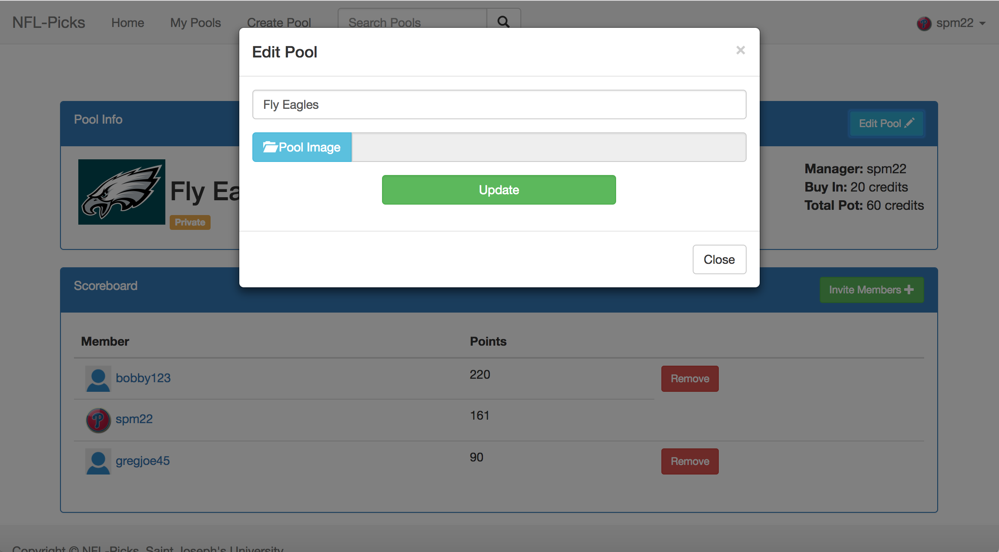 NFL-Picks Home My Pools Create Pool Search Pools spm22
Edit Pool ×
Fly Eagles
Pool Image
Update
Close
Pool Info Edit Pool
Fly Ea
Private
Manager: spm22
Buy In: 20 credits
Total Pot: 60 credits
Scoreboard Invite Members
Member Points
bobby123 220 Remove
P spm22 161
gregjoe45 90 Remove
Copyright © NFL-Picks, Saint Joseph's University